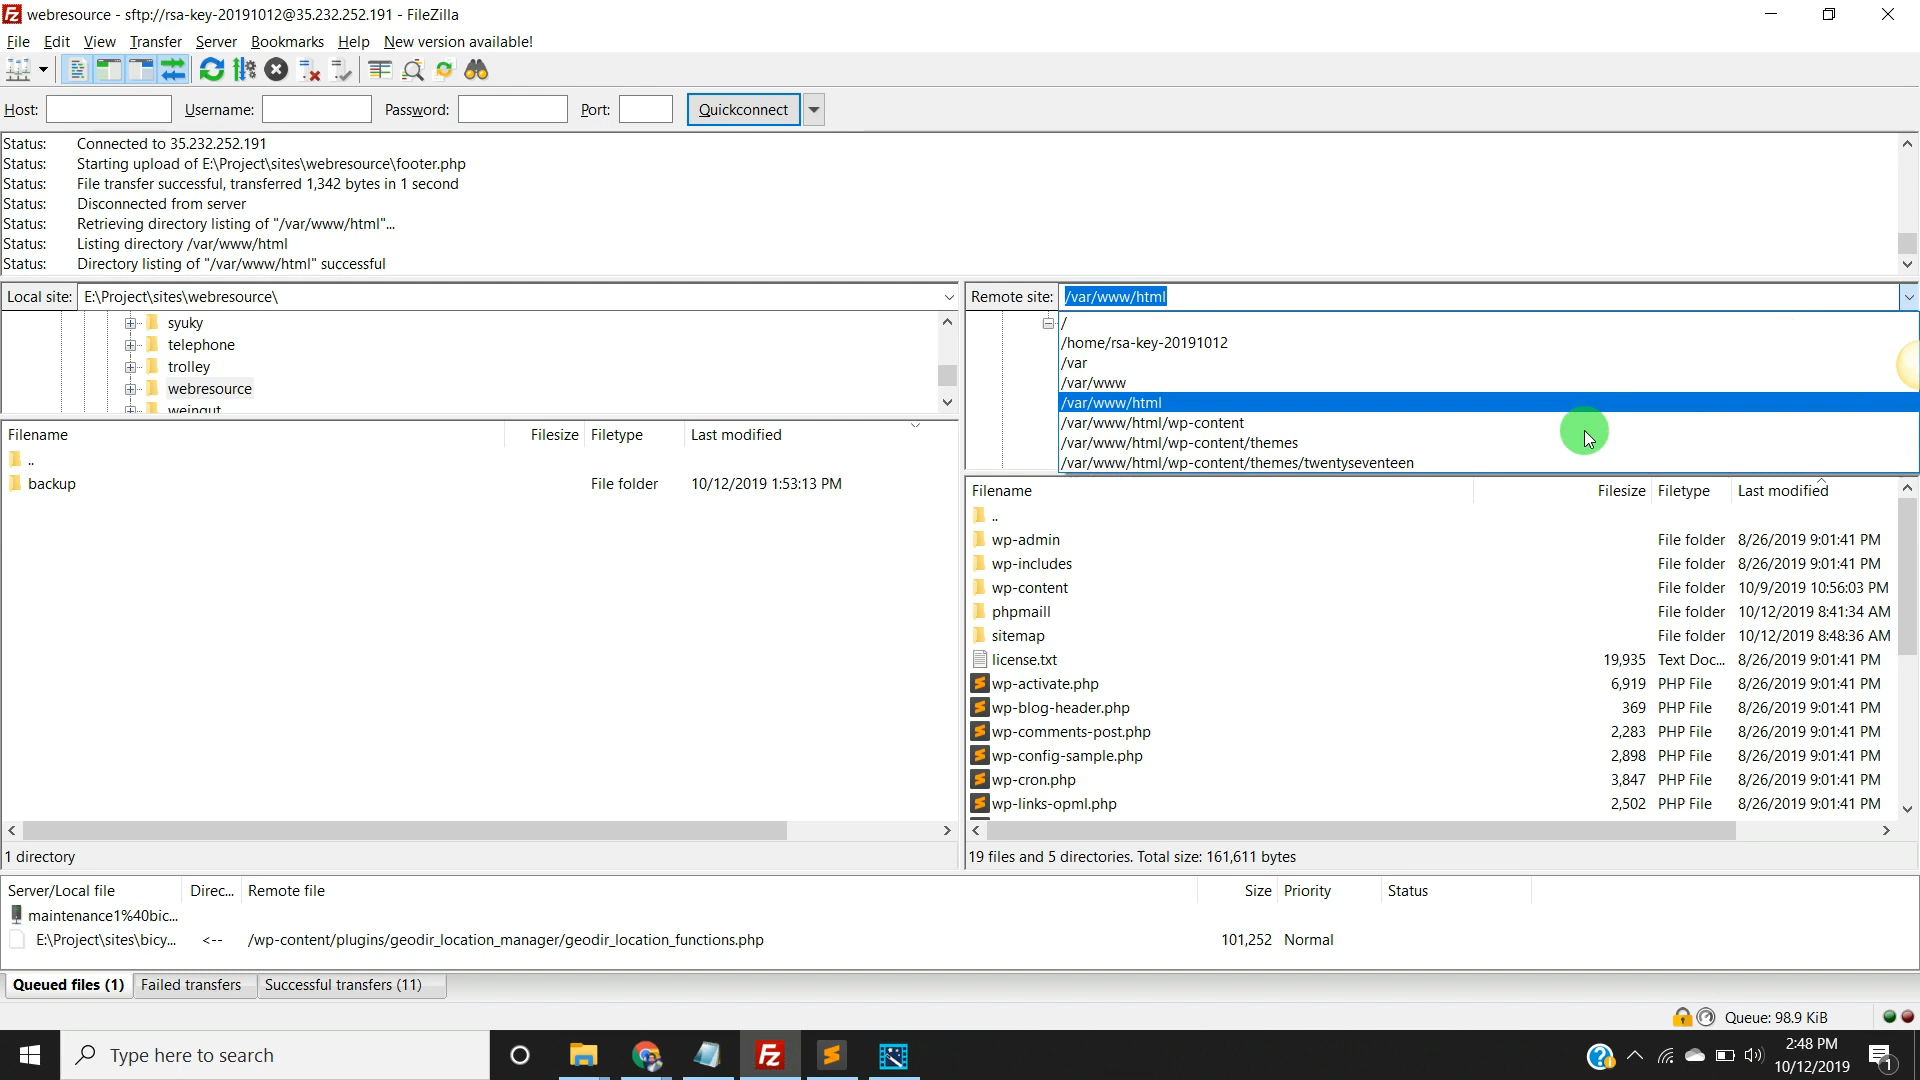 webresource - sftp://rsa-key-20191012@35.232.252.191 - FileZilla
File Edit View Transfer Server Bookmarks Help New version available!
Host: Username: Password: Port: Quickconnect
Status: Connected to 35.232.252.191
Status: Starting upload of E:\Project\sites\webresource\footer.php
Status: File transfer successful, transferred 1,342 bytes in 1 second
Status: Disconnected from server
Status: Retrieving directory listing of "/var/www/html"...
Status: Listing directory /var/www/html
Status: Directory listing of "/var/www/html" successful
Local site: E:\Project\sites\webresource\
syuky
telephone
trolley
webresource
weingut
Filename Filesize Filetype Last modified
..
backup File folder 10/12/2019 1:53:13 PM
1 directory
Remote site: /var/www/html
/
/home/rsa-key-20191012
/var
/var/www
/var/www/html
/var/www/html/wp-content
/var/www/html/wp-content/themes
/var/www/html/wp-content/themes/twentyseventeen
Filename Filesize Filetype Last modified
..
wp-admin File folder 8/26/2019 9:01:41 PM
wp-includes File folder 8/26/2019 9:01:41 PM
wp-content File folder 10/9/2019 10:56:03 PM
phpmaill File folder 10/12/2019 8:41:34 AM
sitemap File folder 10/12/2019 8:48:36 AM
license.txt 19,935 Text Doc... 8/26/2019 9:01:41 PM
wp-activate.php 6,919 PHP File 8/26/2019 9:01:41 PM
wp-blog-header.php 369 PHP File 8/26/2019 9:01:41 PM
wp-comments-post.php 2,283 PHP File 8/26/2019 9:01:41 PM
wp-config-sample.php 2,898 PHP File 8/26/2019 9:01:41 PM
wp-cron.php 3,847 PHP File 8/26/2019 9:01:41 PM
wp-links-opml.php 2,502 PHP File 8/26/2019 9:01:41 PM
19 files and 5 directories. Total size: 161,611 bytes
Server/Local file Direc... Remote file Size Priority Status
maintenance1%40bic...
E:\Project\sites\bicy... <-- /wp-content/plugins/geodir_location_manager/geodir_location_functions.php 101,252 Normal
Queued files (1) Failed transfers Successful transfers (11)
Queue: 98.9 KiB
Type here to search
2:48 PM
10/12/2019
1